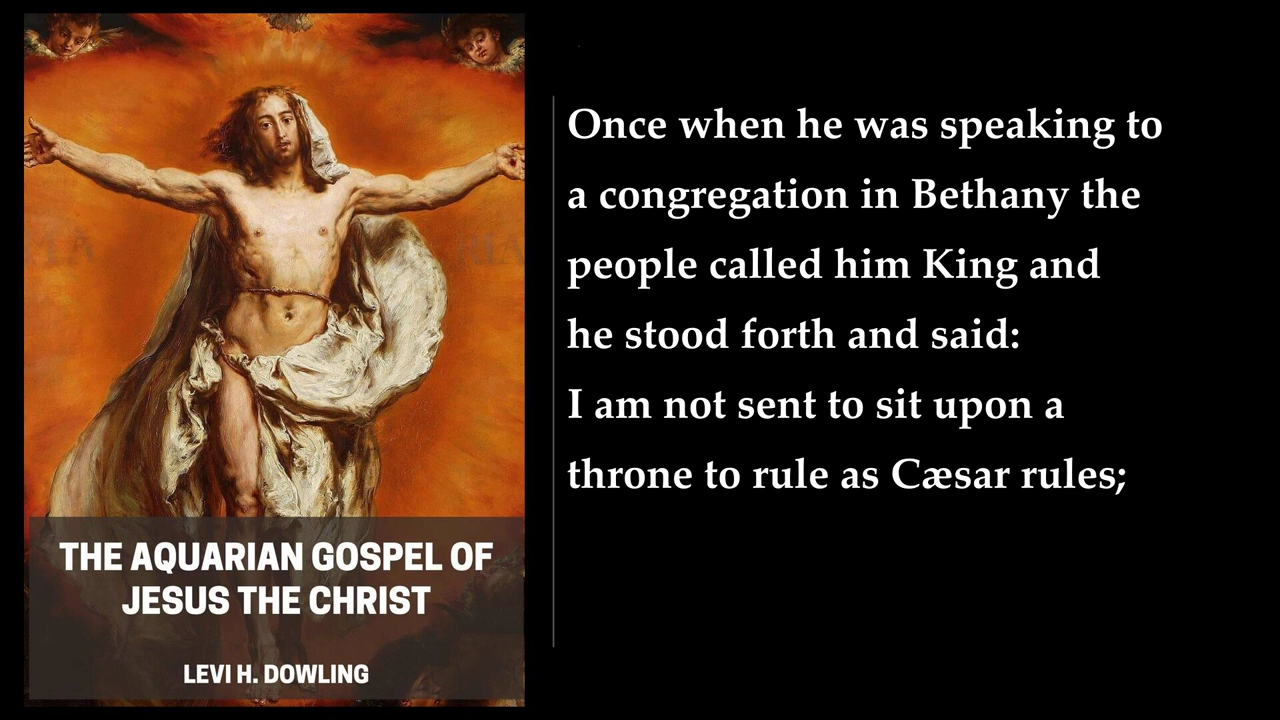 THE AQUARIAN GOSPEL OF
JESUS THE CHRIST
LEVI H. DOWLING
Once when he was speaking to
a congregation in Bethany the
people called him King and
he stood forth and said:
I am not sent to sit upon a
throne to rule as Cæsar rules;